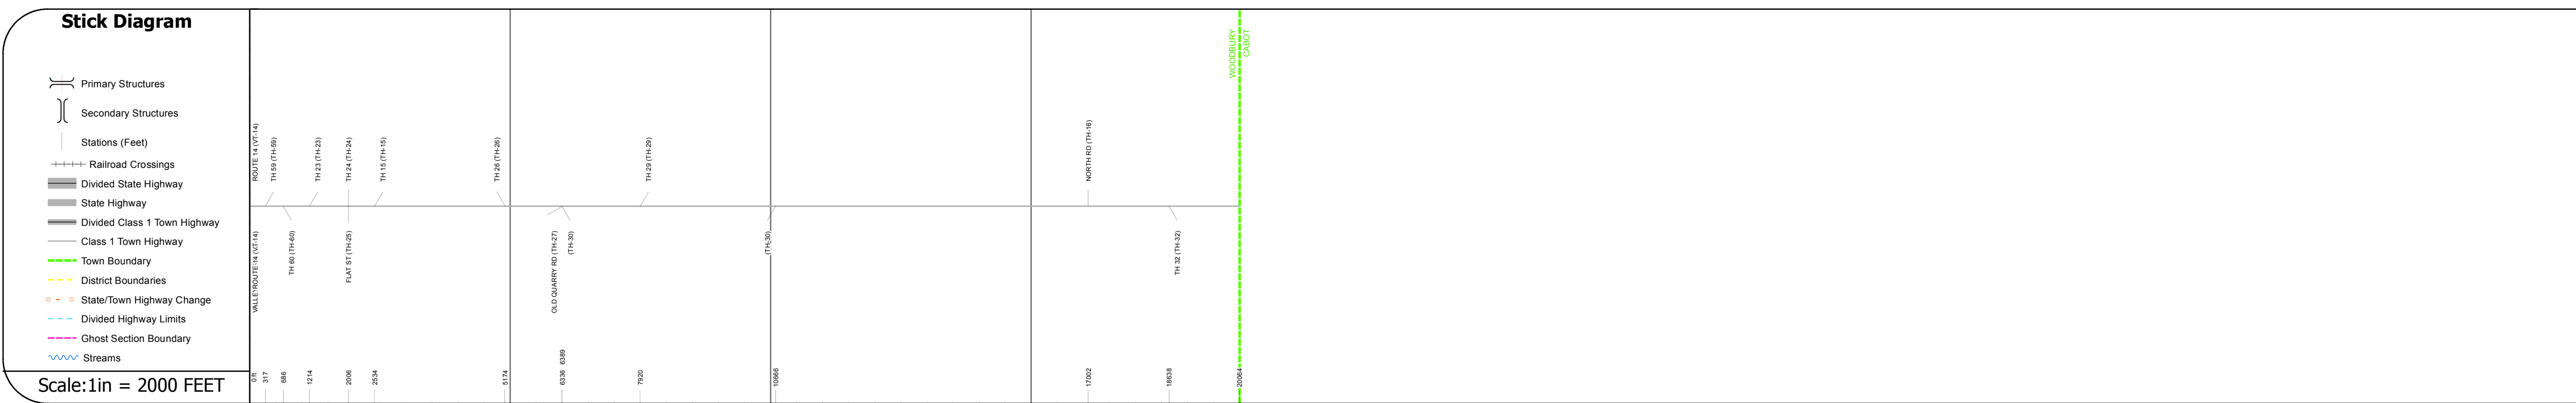 Stick Diagram
Primary Structures
Secondary Structures
Stations (Feet)
Railroad Crossings
Divided State Highway
State Highway
Divided Class 1 Town Highway
Class 1 Town Highway
Town Boundary
District Boundaries
State/Town Highway Change
Divided Highway Limits
Ghost Section Boundary
Streams
Scale:1in = 2000 FEET
ROUTE 14 (VT-14)
TH 59 (TH-59)
TH 23 (TH-23)
TH 24 (TH-24)
TH 15 (TH-15)
TH 26 (TH-26)
TH 29 (TH-29)
NORTH RD (TH-16)
WOODBURY
CABOT
ROUTE 14 (VT-14)
TH 60 (TH-60)
FLAT ST (TH-25)
OLD QUARRY RD (TH-27)
(TH-30)
(TH-30)
TH 32 (TH-32)
0 ft
317
686
1214
2006
2534
5174
6336
6389
7920
10666
17002
18638
20064